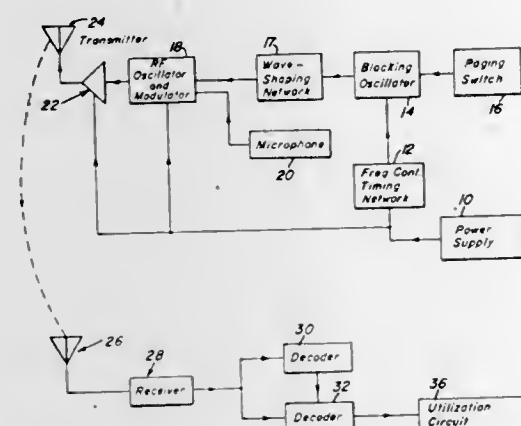 24
Transmitter
22
18
RF
Oscillator
and
Modulator
17
Wave-
Shaping
Network
Blocking
Oscillator
14
Paging
Switch
16
Microphone
20
12
Freq Cont.
Timing
Network
10
Power
Supply
26
28
Receiver
30
Decoder
32
Decoder
36
Utilization
Circuit